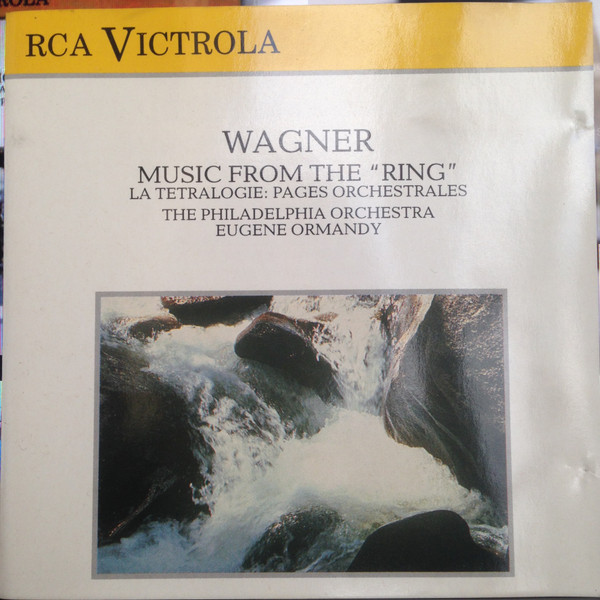 RCA VICTROLA
WAGNER
MUSIC FROM THE “RING”
LA TETRALOGIE: PAGES ORCHESTRALES
THE PHILADELPHIA ORCHESTRA
EUGENE ORMANDY